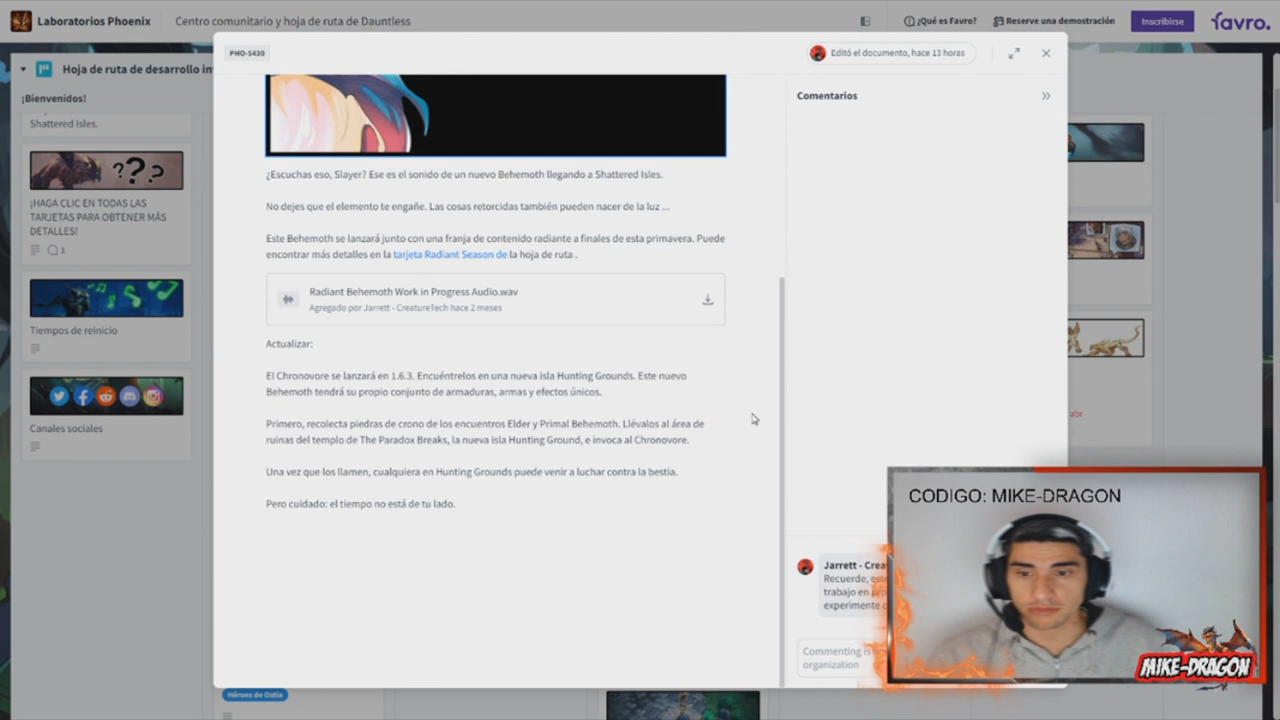 Laboratorios Phoenix
Centro comunitario y hoja de ruta de Dauntless
¿Qué es Favro?
Reserve una demostración
Inscribirse
favro.
Hoja de ruta de desarrollo in
¡Bienvenidos!
Shattered Isles.
???
¡HAGA CLIC EN TODAS LAS
TARJETAS PARA OBTENER MÁS
DETALLES!
1
Tiempos de reinicio
Canales sociales
PHO-5430
Editó el documento, hace 13 horas
¿Escuchas eso, Slayer? Ese es el sonido de un nuevo Behemoth llegando a Shattered Isles.
No dejes que el elemento te engañe. Las cosas retorcidas también pueden nacer de la luz ...
Este Behemoth se lanzará junto con una franja de contenido radiante a finales de esta primavera. Puede
encontrar más detalles en la tarjeta Radiant Season de la hoja de ruta .
Radiant Behemoth Work in Progress Audio.wav
Agregado por Jarrett - CreatureTech hace 2 meses
Actualizar:
El Chronovore se lanzará en 1.6.3. Encuéntrelos en una nueva isla Hunting Grounds. Este nuevo
Behemoth tendrá su propio conjunto de armaduras, armas y efectos únicos.
Primero, recolecta piedras de crono de los encuentros Elder y Primal Behemoth. Llévalos al área de
ruinas del templo de The Paradox Breaks, la nueva isla Hunting Ground, e invoca al Chronovore.
Una vez que los llamen, cualquiera en Hunting Grounds puede venir a luchar contra la bestia.
Pero cuidado: el tiempo no está de tu lado.
Comentarios
abr
Jarrett - Crea
Recuerde, est
trabajo en pro
experimente
Commenting is
organization
CODIGO: MIKE-DRAGON
MIKE-DRAGON
Héroes de Ostia